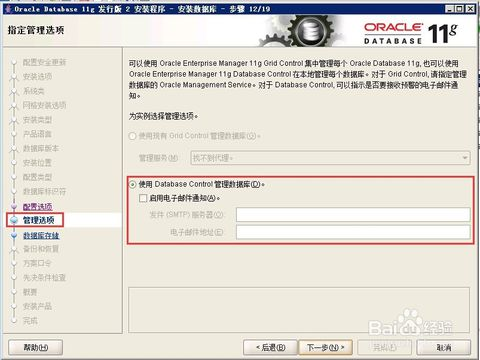 Oracle Database 11g 发行版 2 安装程序 - 安装数据库 - 步骤 12/19
指定管理选项
ORACLE
DATABASE 11g
配置安全更新
安装选项
系统类
网格安装选项
安装类型
产品语言
数据库版本
安装位置
配置类型
数据库标识符
配置选项
管理选项
数据库存储
备份和恢复
方案口令
先决条件检查
概要
安装产品
完成
可以使用 Oracle Enterprise Manager 11g Grid Control 集中管理每个 Oracle Database 11g, 也可以使用
Oracle Enterprise Manager 11g Database Control 在本地管理每个数据库。对于 Grid Control, 请指定管理
数据库的 Oracle Management Service。对于 Database Control, 可以指示是否要接收预警的电子邮件通
知。
为实例选择管理选项。
使用现有 Grid Control 管理数据库(G)。
管理服务(M): 找不到代理。
使用 Database Control 管理数据库(D)。
启用电子邮件通知(A)。
发件 (SMTP) 服务器(O):
电子邮件地址(E):
帮助(H)
< 后退(B)
下一步(N) >
完成(F)
取消
Baidu 经验